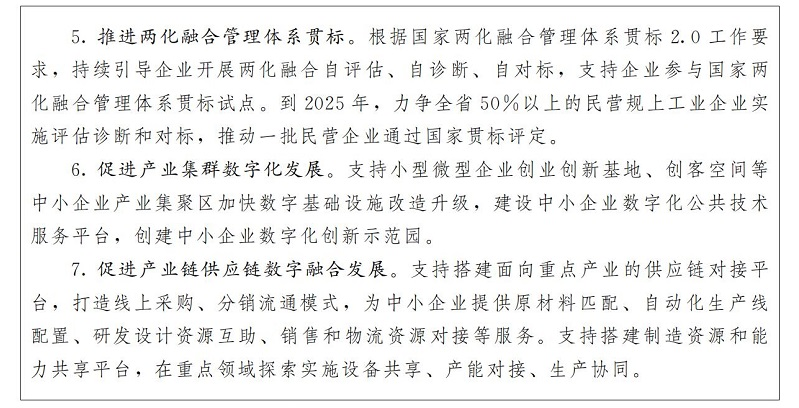 5. 推进两化融合管理体系贯标。根据国家两化融合管理体系贯标 2.0 工作要
求，持续引导企业开展两化融合自评估、自诊断、自对标，支持企业参与国家两
化融合管理体系贯标试点。到 2025 年，力争全省 50%以上的民营规上工业企业实
施评估诊断和对标，推动一批民营企业通过国家贯标评定。
6. 促进产业集群数字化发展。支持小型微型企业创业创新基地、创客空间等
中小企业产业集聚区加快数字基础设施改造升级，建设中小企业数字化公共技术
服务平台，创建中小企业数字化创新示范园。
7. 促进产业链供应链数字融合发展。支持搭建面向重点产业的供应链对接平
台，打造线上采购、分销流通模式，为中小企业提供原材料匹配、自动化生产线
配置、研发设计资源互助、销售和物流资源对接等服务。支持搭建制造资源和能
力共享平台，在重点领域探索实施设备共享、产能对接、生产协同。